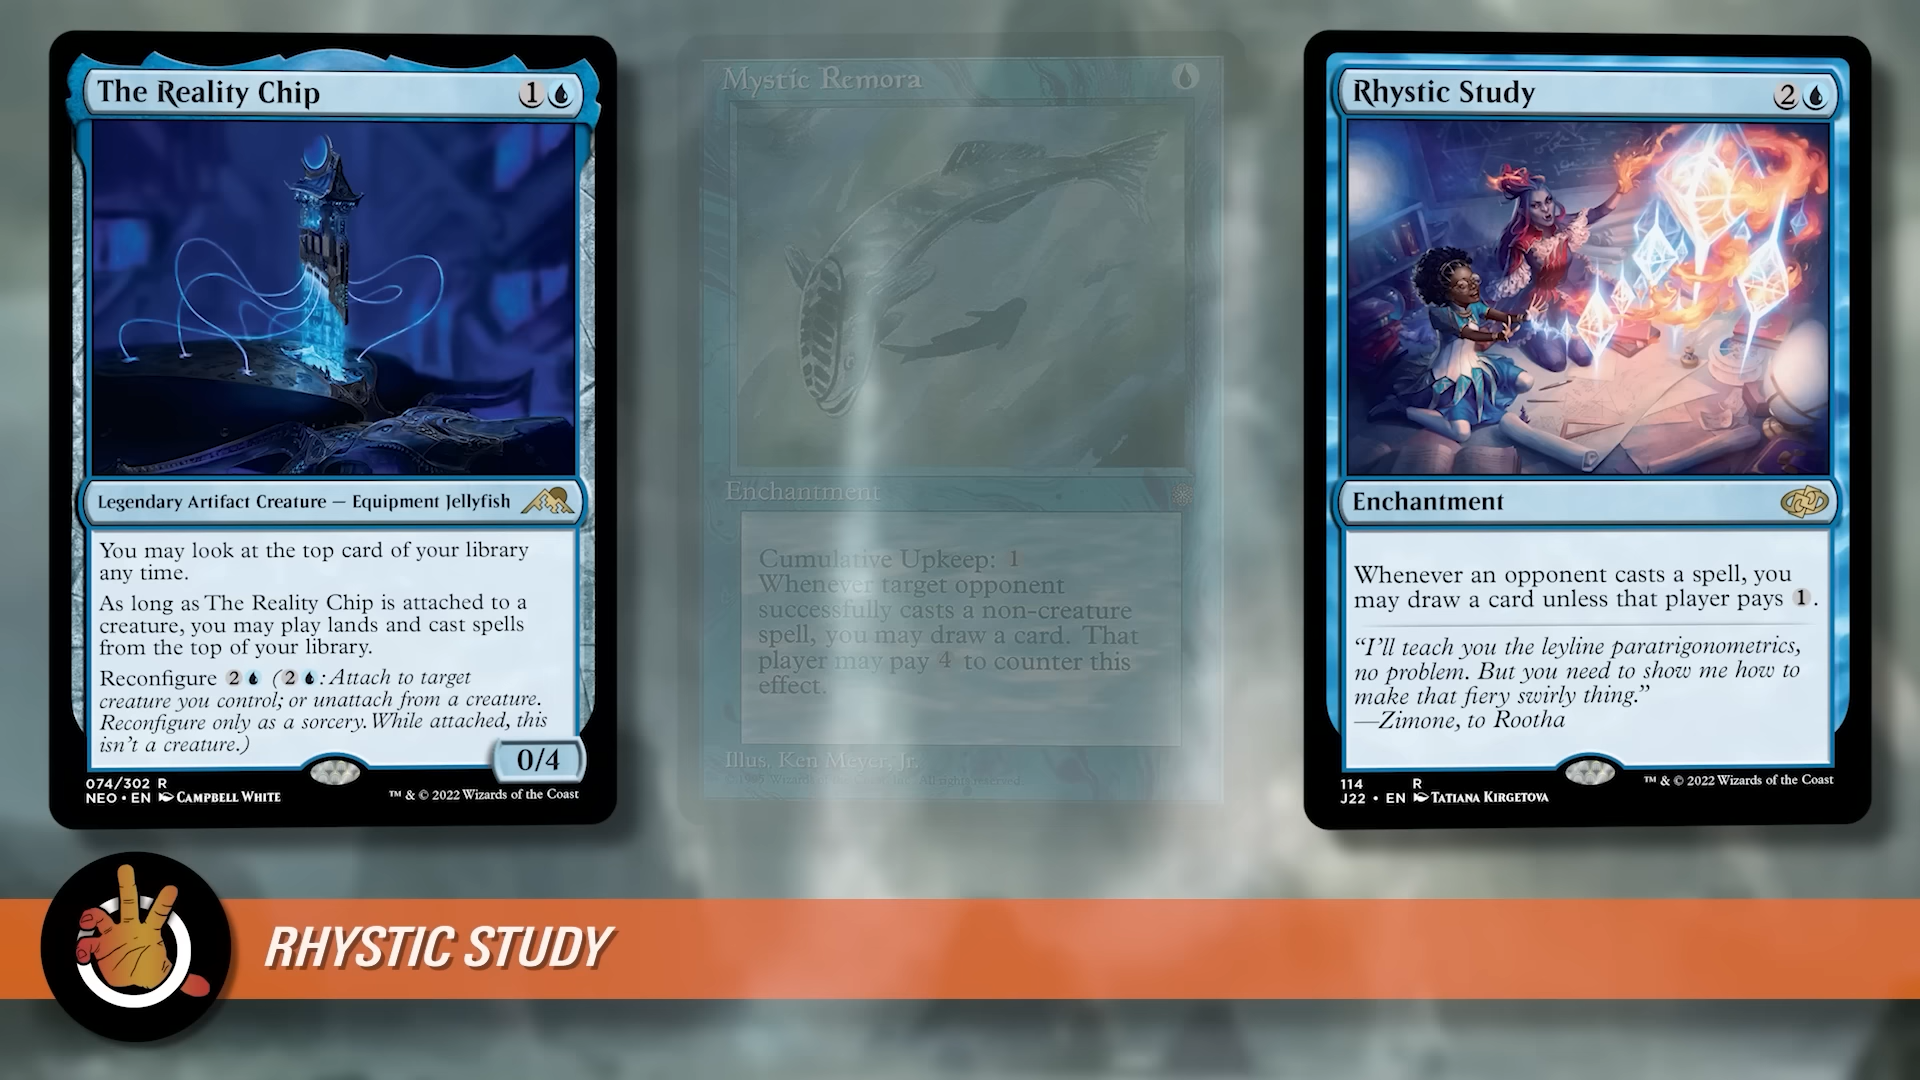 The Reality Chip 1
Legendary Artifact Creature — Equipment Jellyfish
You may look at the top card of your library
any time.
As long as The Reality Chip is attached to a
creature, you may play lands and cast spells
from the top of your library.
Reconfigure 2 (2 : Attach to target
creature you control; or unattach from a creature.
Reconfigure only as a sorcery. While attached, this
isn't a creature.)
0/4
074/302 R
NEO • EN CAMPBELL WHITE
™ & © 2022 Wizards of the Coast
Mystic Remora
Enchantment
Cumulative Upkeep: 1
Whenever target opponent
successfully casts a non-creature
spell, you may draw a card. That
player may pay 4 to counter this
effect.
Illus. Ken Meyer, Jr.
Rhystic Study 2
Enchantment
Whenever an opponent casts a spell, you
may draw a card unless that player pays 1.
“I'll teach you the leyline paratrigonometrics,
no problem. But you need to show me how to
make that fiery swirly thing.”
—Zimone, to Rootha
114 R
J22 • EN TATIANA KIRGETOVA
™ & © 2022 Wizards of the Coast
RHYSTIC STUDY